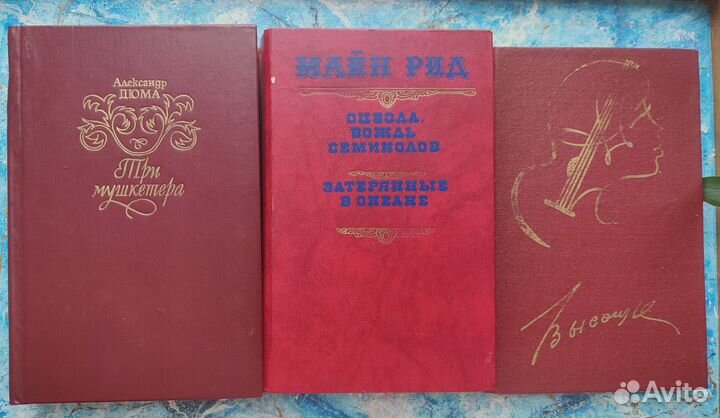 Александр
ДЮМА
Три
мушкетера
МАЙН РИД
ОЦЕОЛА,
ВОЖДЬ
СЕМИНОЛОВ
ЗАТЕРЯННЫЕ
В ОКЕАНЕ
Высоцкий
Avito